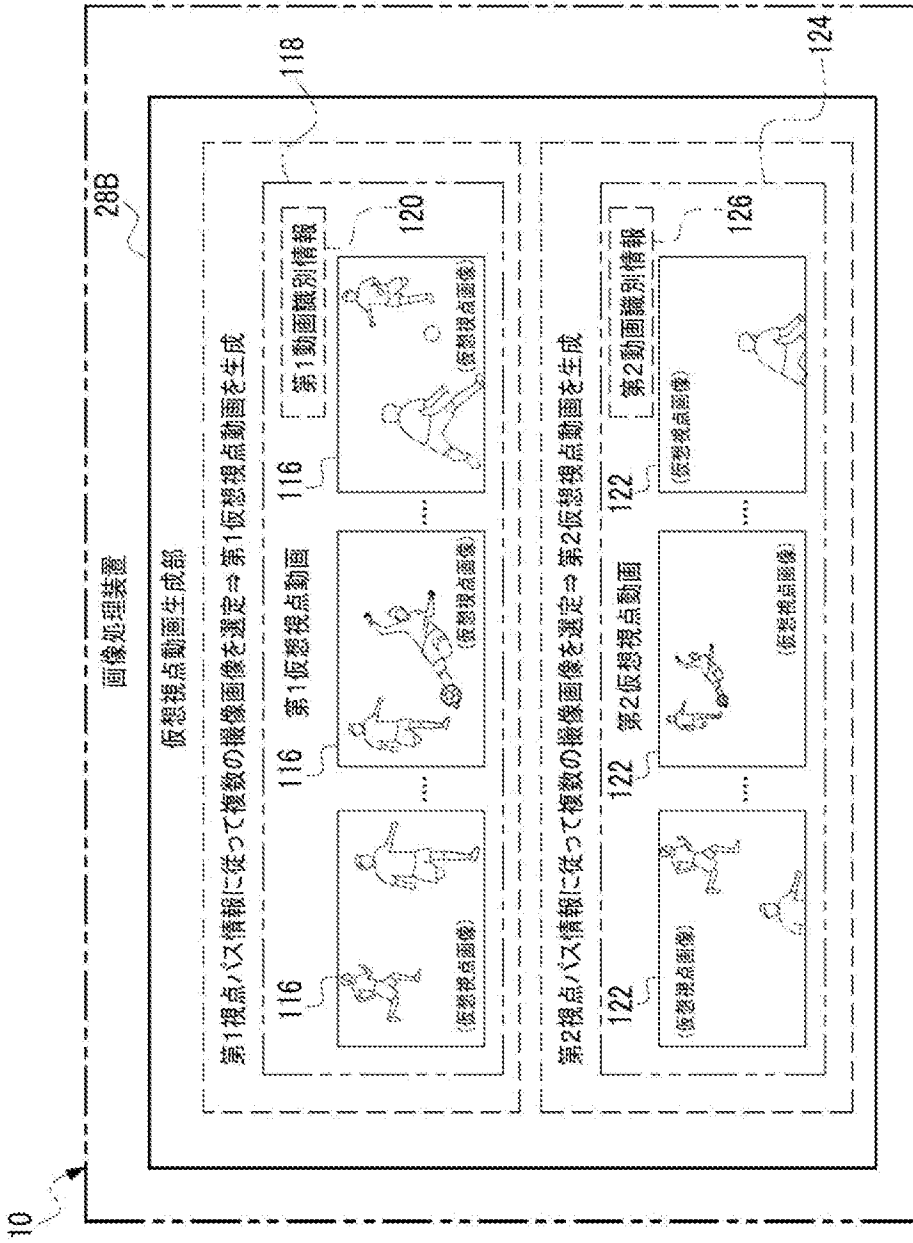 10
画像処理装置
28B
仮想視点動画生成部
第1視点パス情報に従って複数の撮像画像を選定⇒第1仮想視点動画を生成
118
第1仮想視点動画
第1動画識別情報
120
116
116
116
(仮想視点画像)
....
(仮想視点画像)
....
(仮想視点画像)
第2視点パス情報に従って複数の撮像画像を選定⇒第2仮想視点動画を生成
124
第2仮想視点動画
第2動画識別情報
126
122
122
122
(仮想視点画像)
....
(仮想視点画像)
....
(仮想視点画像)